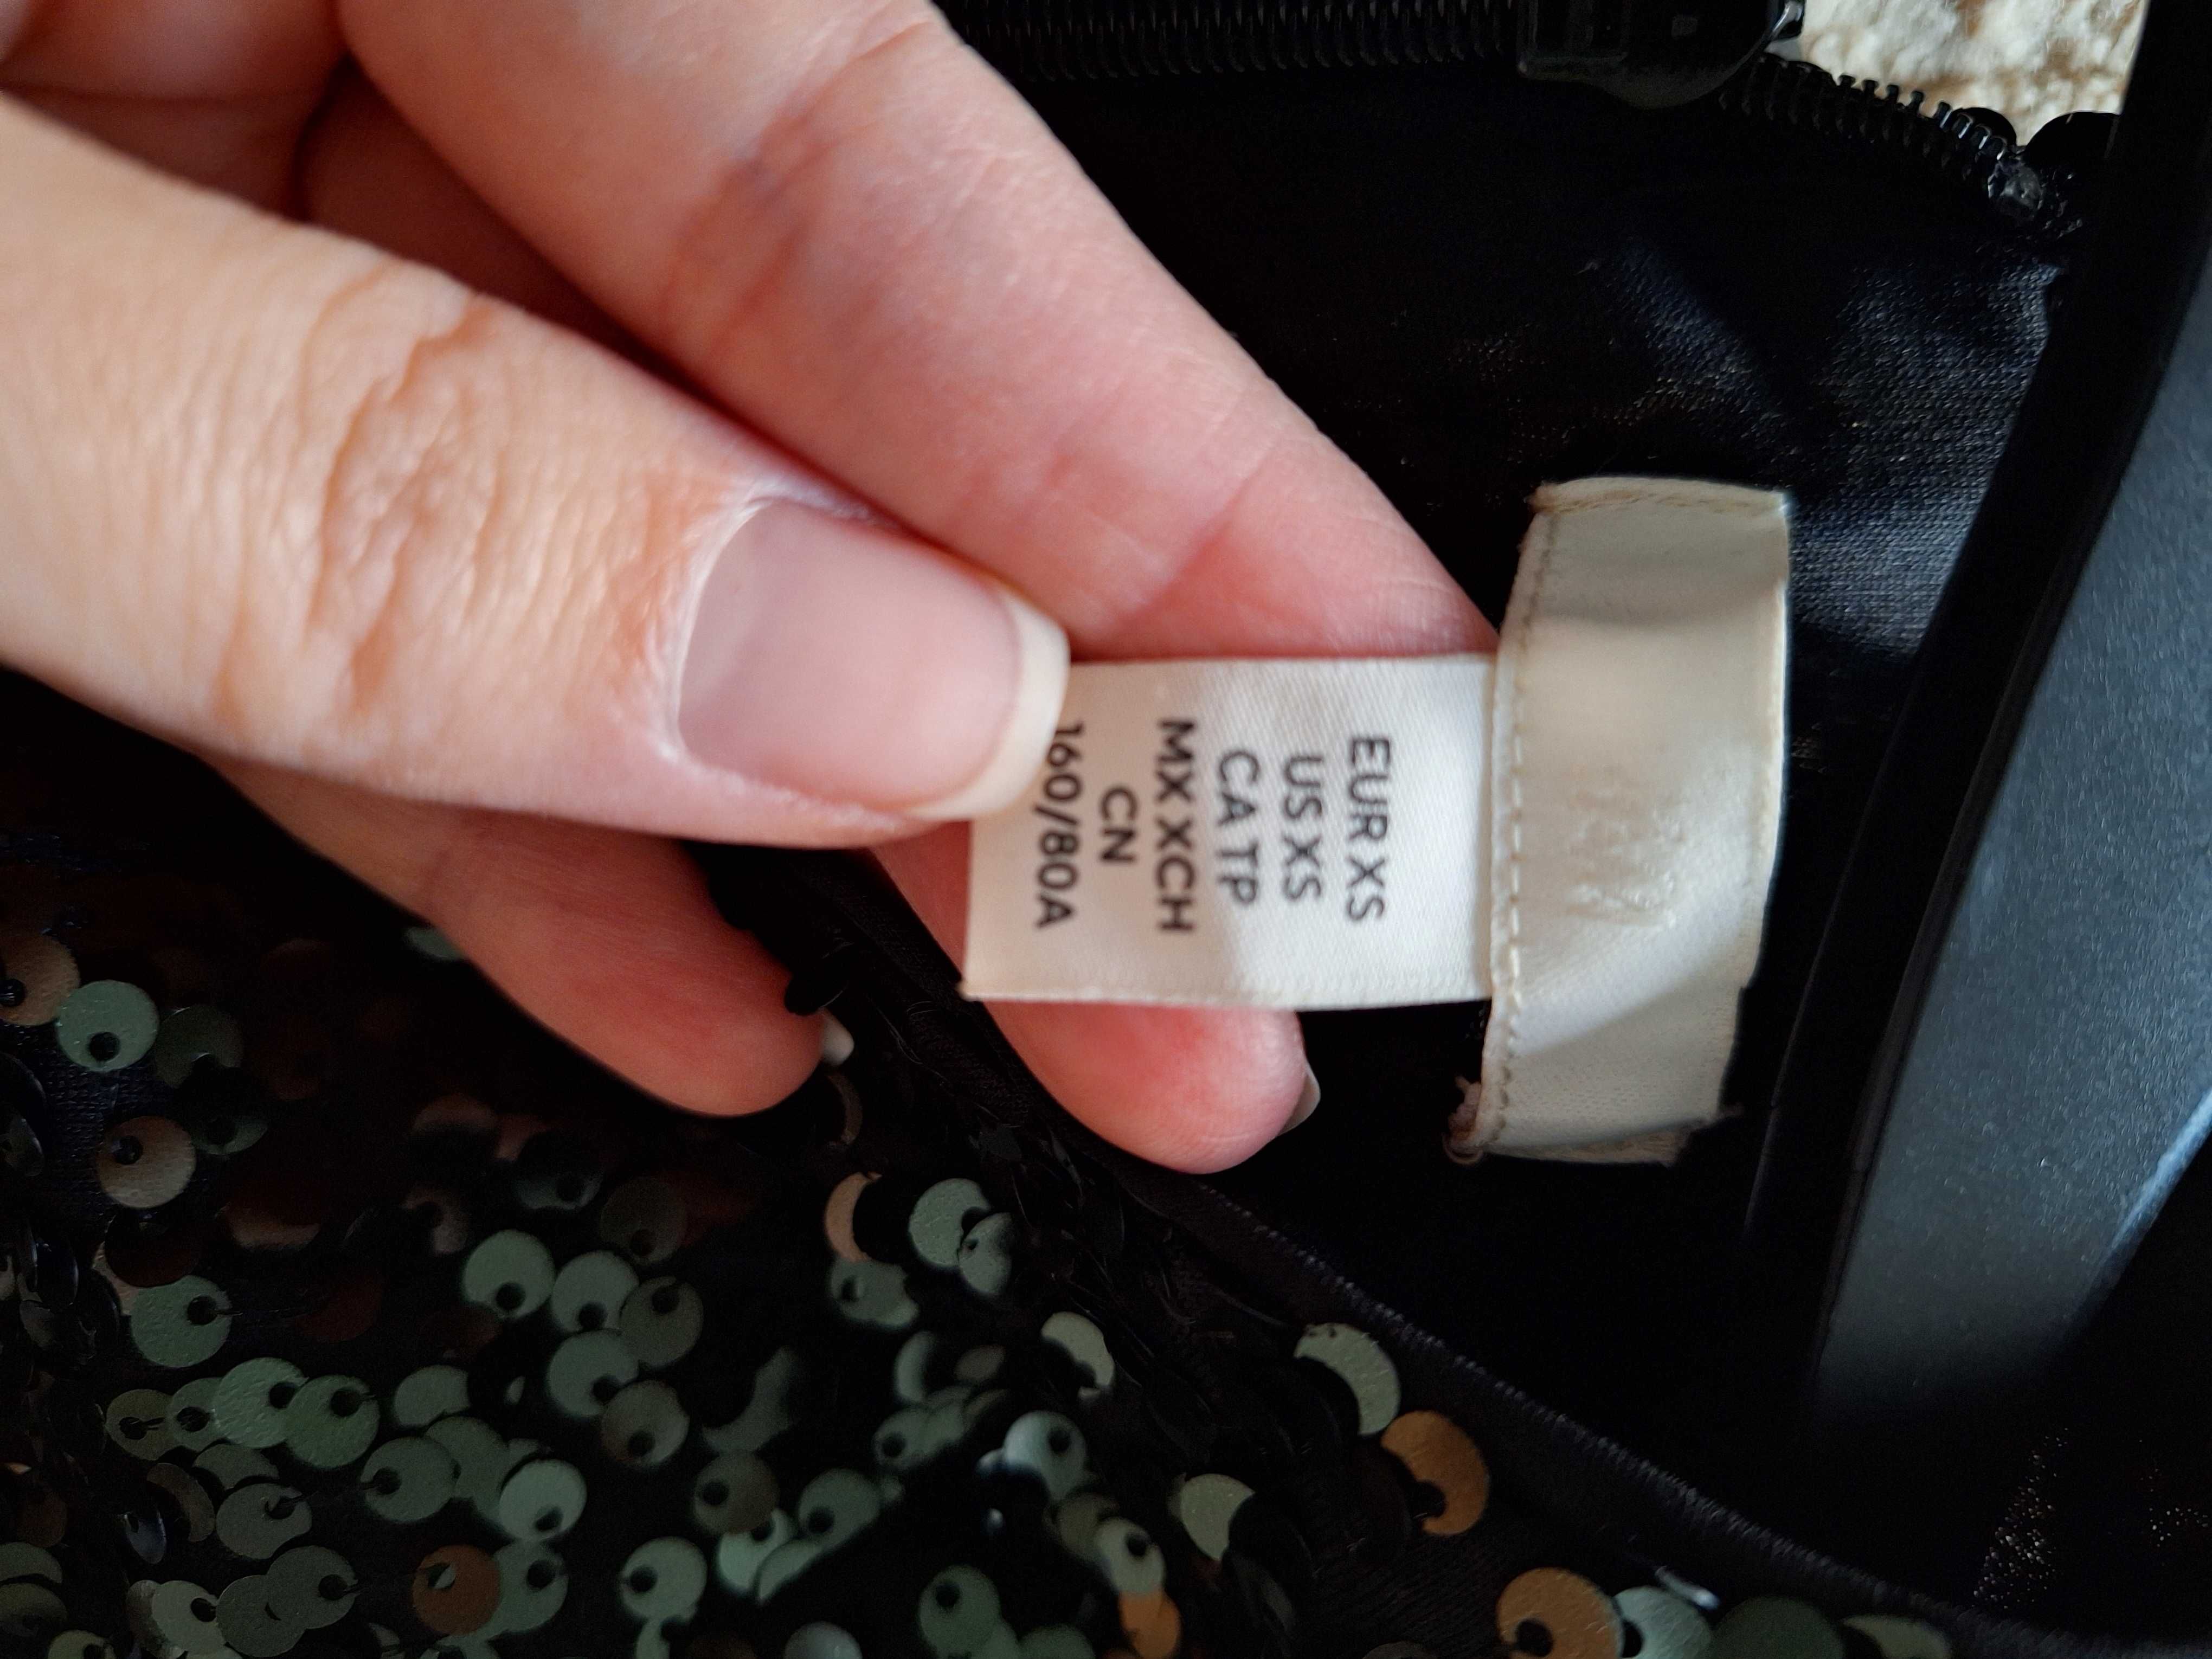 EUR XS
US XS
CA TP
MX XCH
CN
160/80A